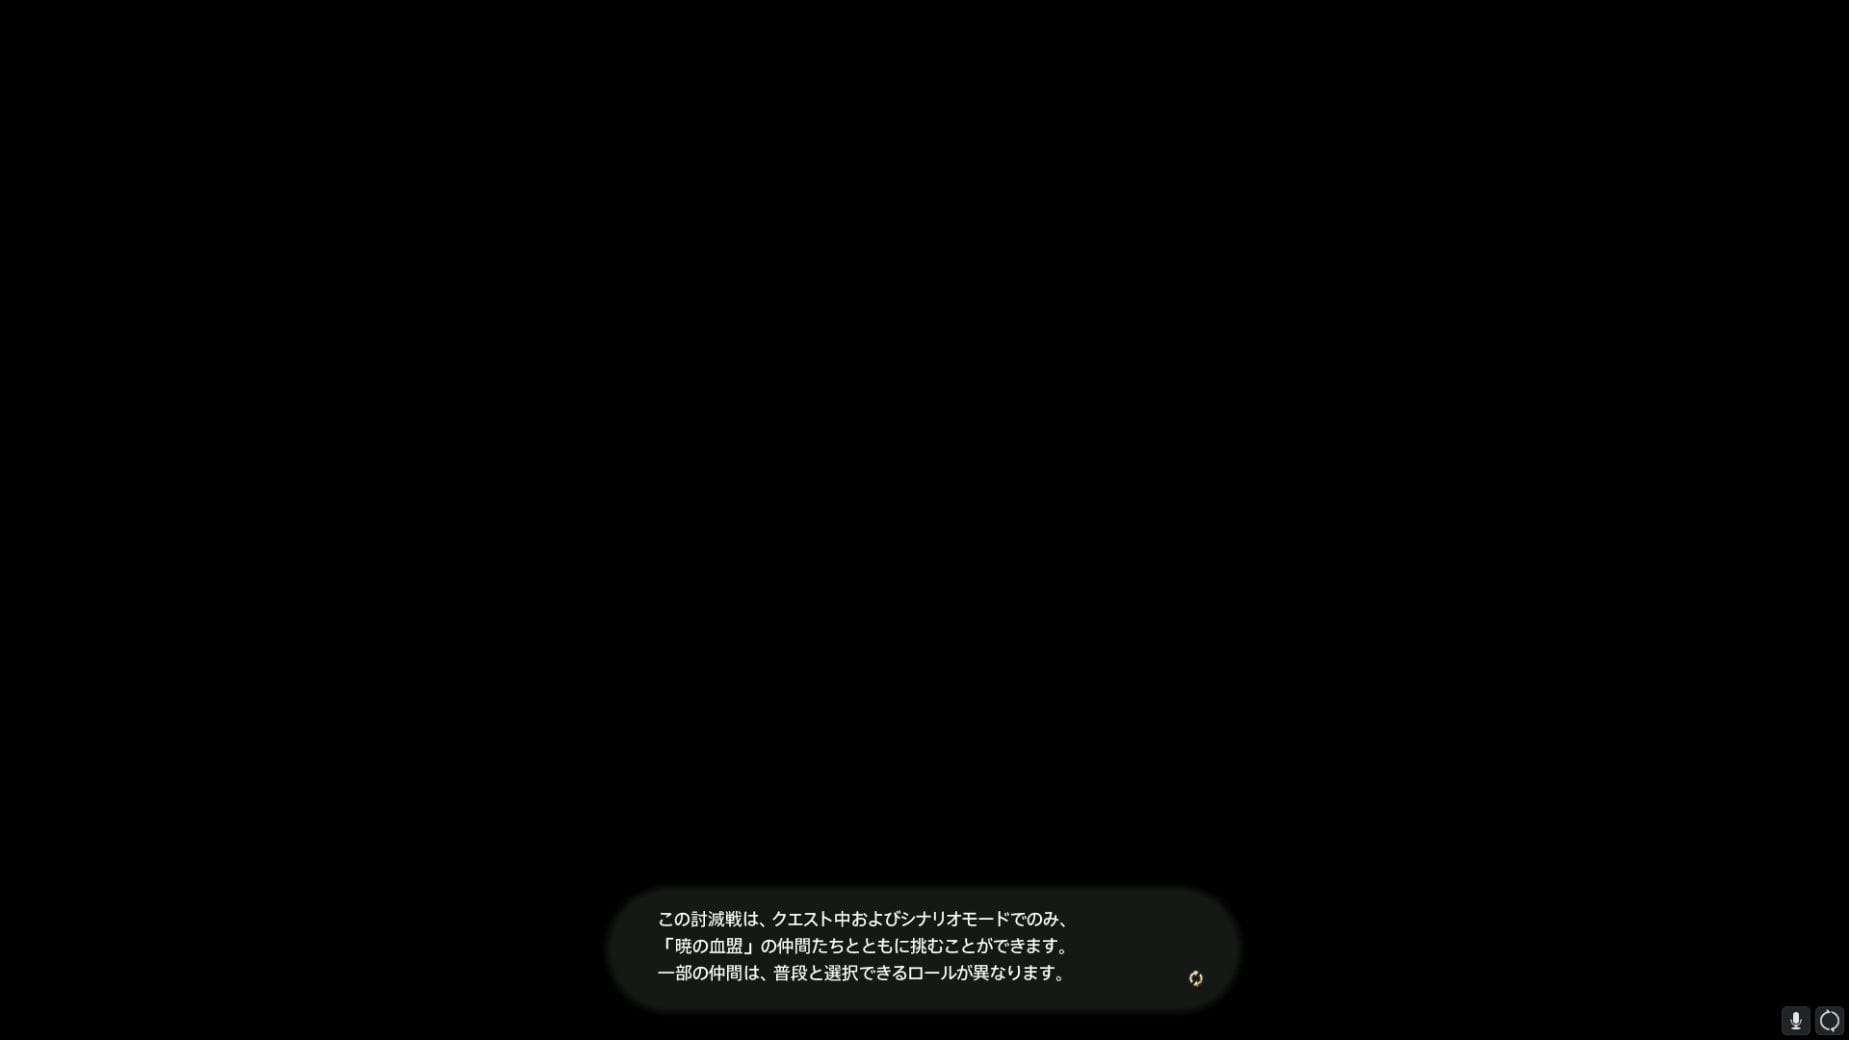 この討滅戦は、クエスト中およびシナリオモードでのみ、
「暁の血盟」の仲間たちとともに挑むことができます。
一部の仲間は、普段と選択できるロールが異なります。